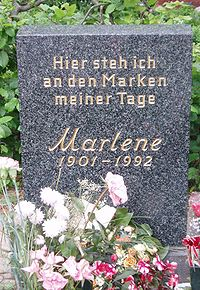 Hier steh ich
an den Marken
meiner Tage
Marlene
1901-1992